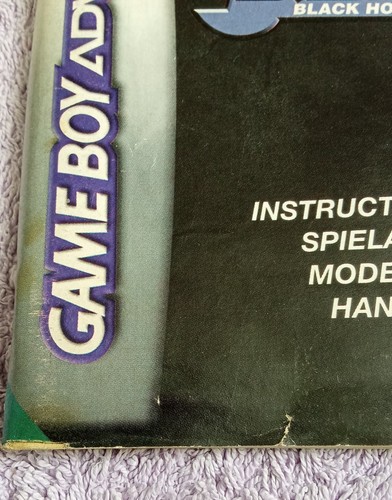 BLACK HO
GAME BOY ADV
INSTRUCT
SPIELA
MODE
HAN